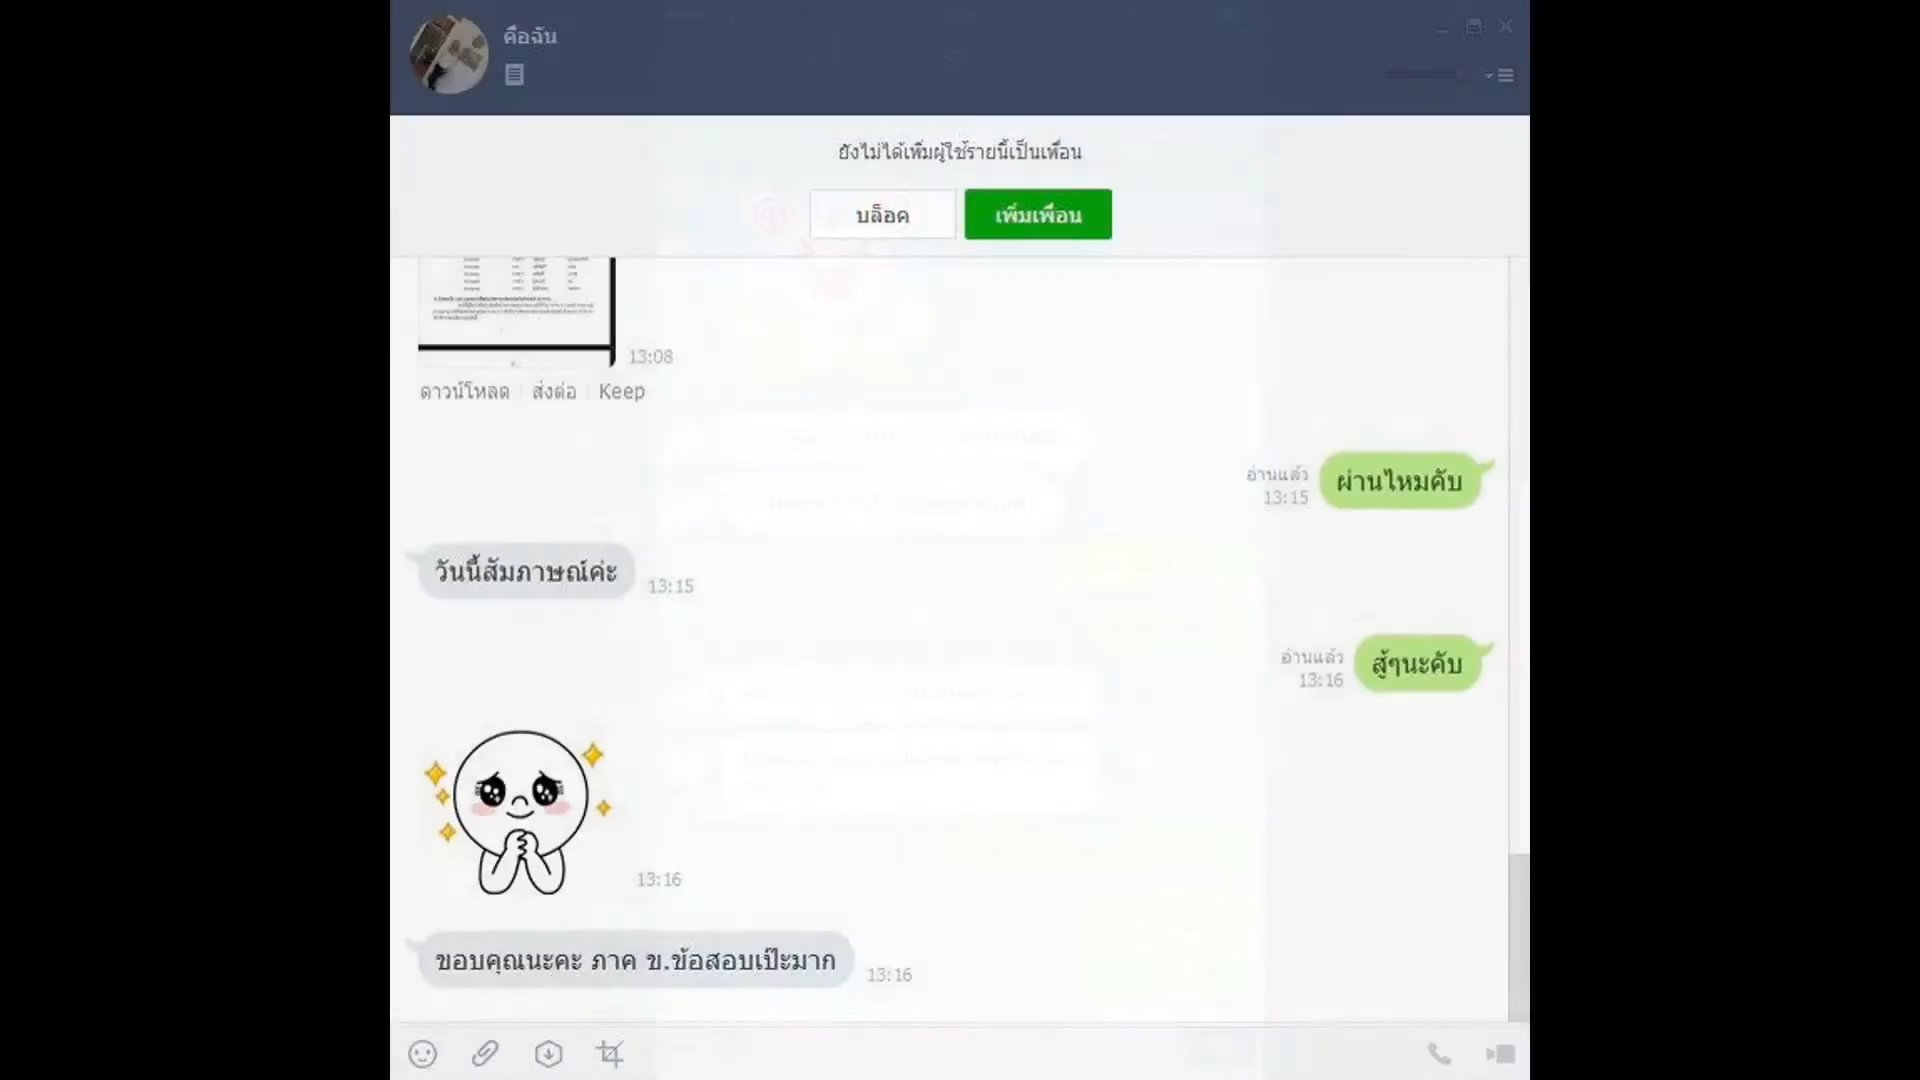 คือฉัน
ยังไม่ได้เพิ่มผู้ใช้รายนี้เป็นเพื่อน
บล็อค
เพิ่มเพื่อน
13:08
ดาวน์โหลด | ส่งต่อ | Keep
อ่านแล้ว
13:15
ผ่านไหมคับ
วันนี้สัมภาษณ์ค่ะ
13:15
อ่านแล้ว
13:16
สู้ๆนะคับ
13:16
ขอบคุณนะคะ ภาค ข.ข้อสอบเป๊ะมาก
13:16